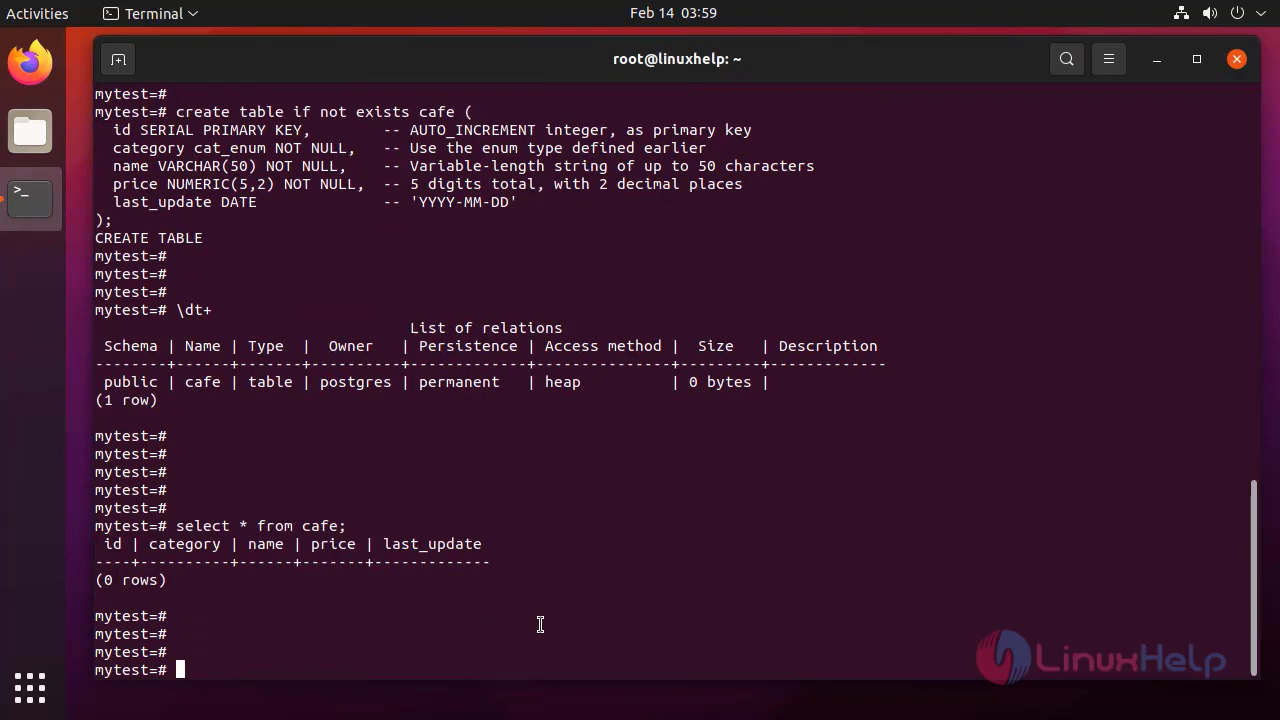 Activities Terminal Feb 14 03:59
root@linuxhelp: ~
mytest=#
mytest=# create table if not exists cafe (
  id SERIAL PRIMARY KEY,        -- AUTO_INCREMENT integer, as primary key
  category cat_enum NOT NULL,   -- Use the enum type defined earlier
  name VARCHAR(50) NOT NULL,    -- Variable-length string of up to 50 characters
  price NUMERIC(5,2) NOT NULL,  -- 5 digits total, with 2 decimal places
  last_update DATE              -- 'YYYY-MM-DD'
);
CREATE TABLE
mytest=#
mytest=#
mytest=#
mytest=# \dt+
                                   List of relations
 Schema | Name | Type  |  Owner   | Persistence | Access method |  Size   | Description
--------+------+-------+----------+-------------+---------------+---------+-------------
 public | cafe | table | postgres | permanent   | heap          | 0 bytes |
(1 row)
mytest=#
mytest=#
mytest=#
mytest=#
mytest=#
mytest=# select * from cafe;
 id | category | name | price | last_update
----+----------+------+-------+-------------
(0 rows)
mytest=#
mytest=#
mytest=#
mytest=#
LinuxHelp